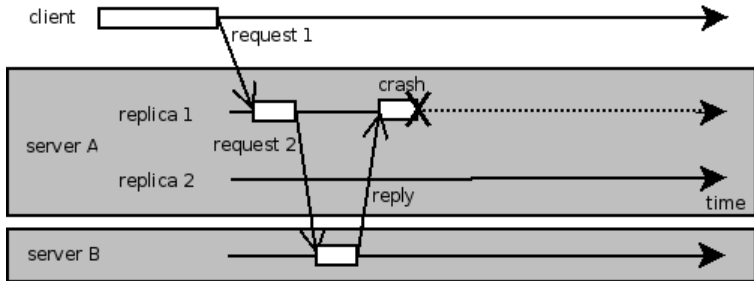 client
request 1
crash
replica 1
request 2
server A
replica 2
reply
time
server B